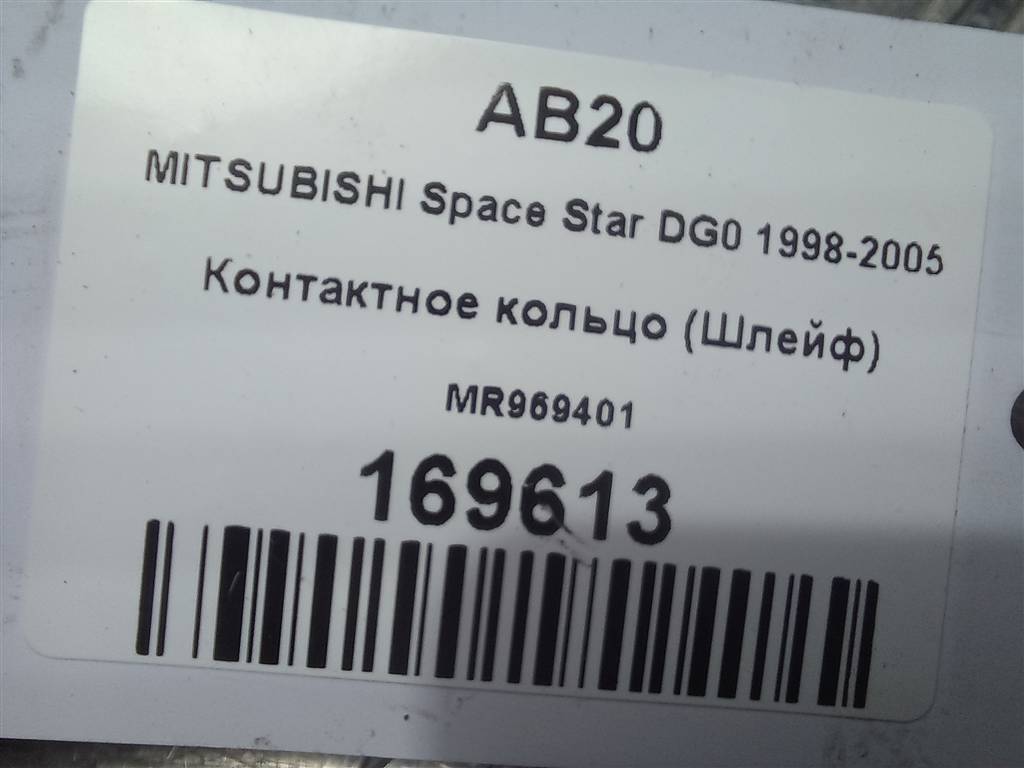 AB20
MITSUBISHI Space Star DG0 1998-2005
Контактное кольцо (Шлейф)
MR969401
169613